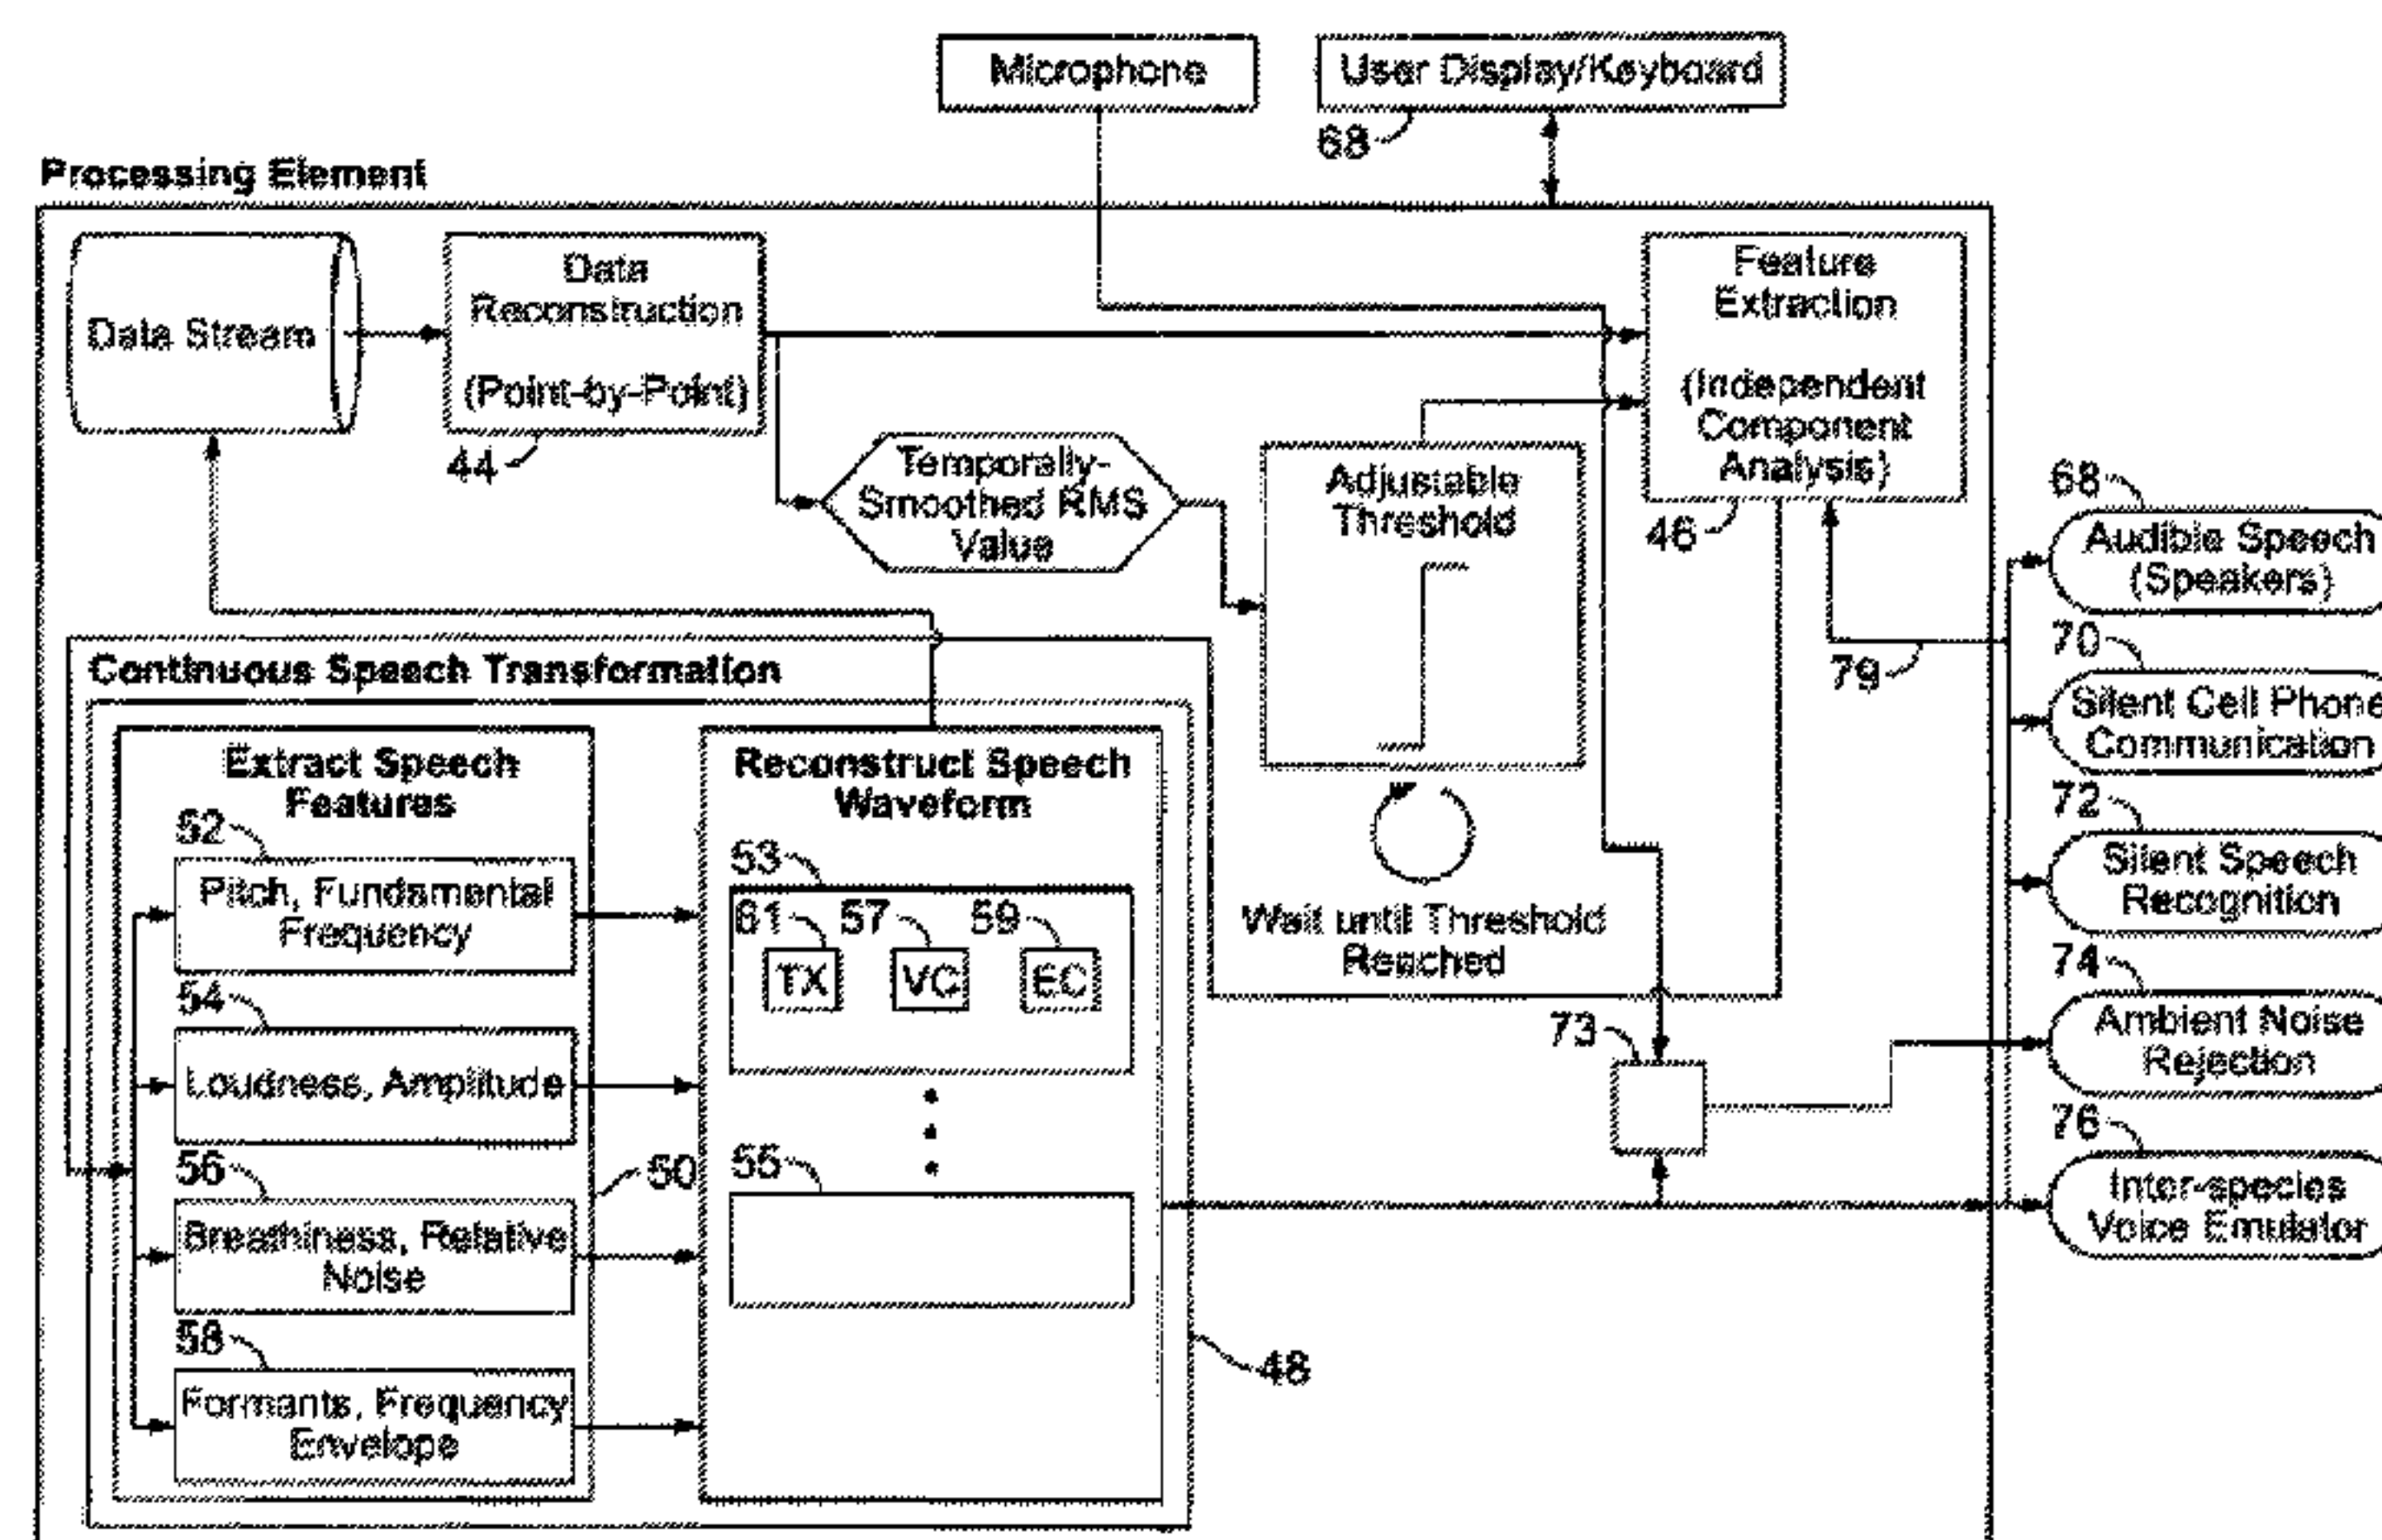 Microphone
User Display/Keyboard
68
Processing Element
Data Stream
Data
Reconstruction
(Point-by-Point)
44
Feature
Extraction
(Independent
Component
Analysis)
46
Temporally-
Smoothed RMS
Value
Adjustable
Threshold
Wait until Threshold
Reached
79
Continuous Speech Transformation
Extract Speech
Features
52
Pitch, Fundamental
Frequency
54
Loudness, Amplitude
56
Breathiness, Relative
Noise
58
Formants, Frequency
Envelope
50
Reconstruct Speech
Waveform
53
61
57
59
TX
VC
EC
55
48
73
68
Audible Speech
(Speakers)
70
Silent Cell Phone
Communication
72
Silent Speech
Recognition
74
Ambient Noise
Rejection
76
Inter-species
Voice Emulator